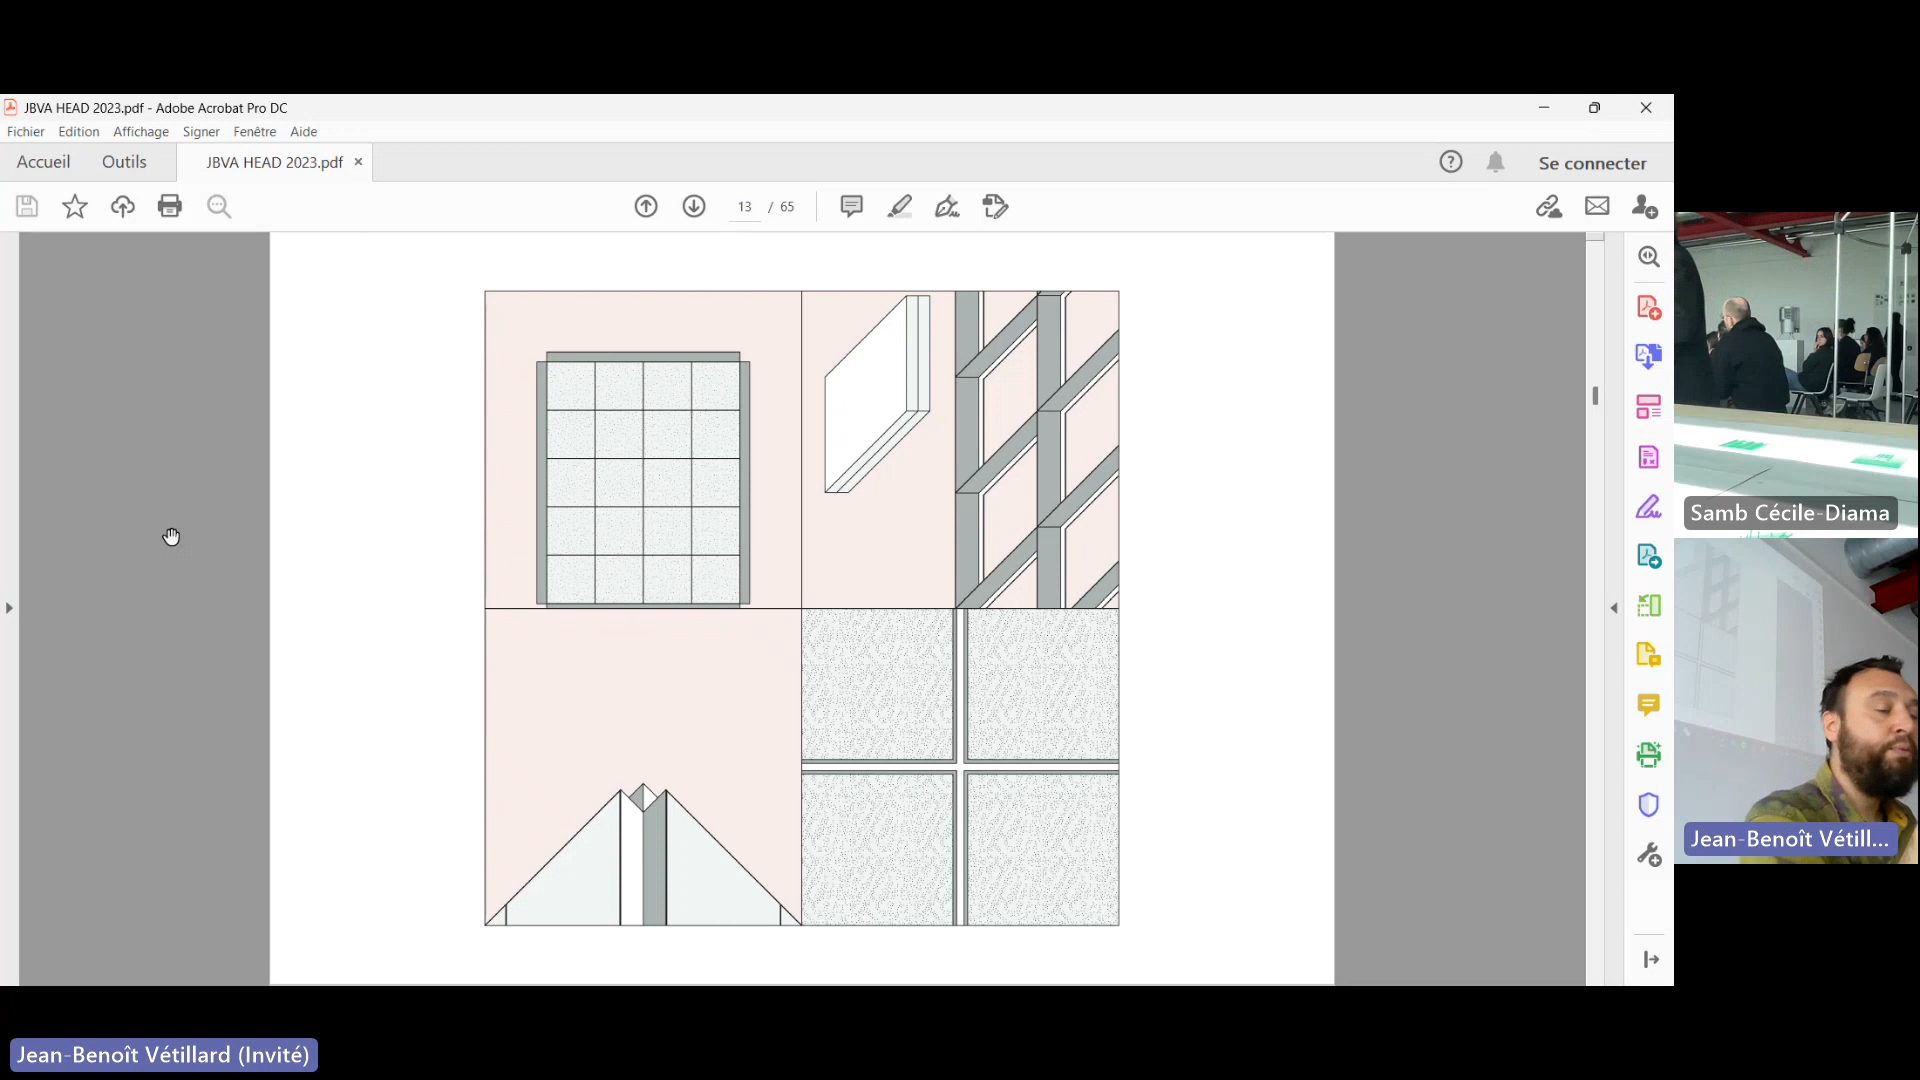 JBVA HEAD 2023.pdf - Adobe Acrobat Pro DC
Fichier Edition Affichage Signer Fenêtre Aide
Accueil Outils JBVA HEAD 2023.pdf × Se connecter
13 / 65
Samb Cécile-Diama
Jean-Benoît Vétill...
Jean-Benoît Vétillard (Invité)